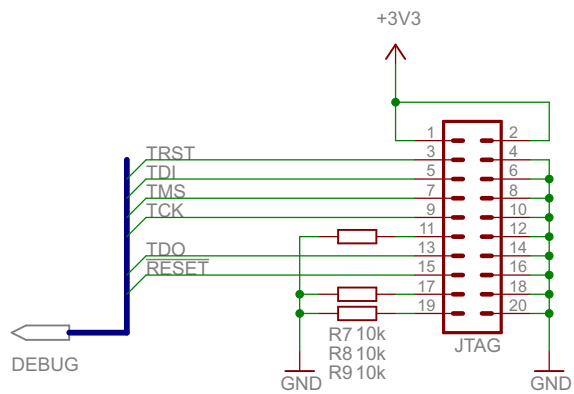 +3V3
1 2
TRST 3 4
TDI 5 6
TMS 7 8
TCK 9 10
11 12
TDO 13 14
RESET 15 16
17 18
19 20
R7 10k
R8 10k
R9 10k
JTAG
DEBUG
GND
GND